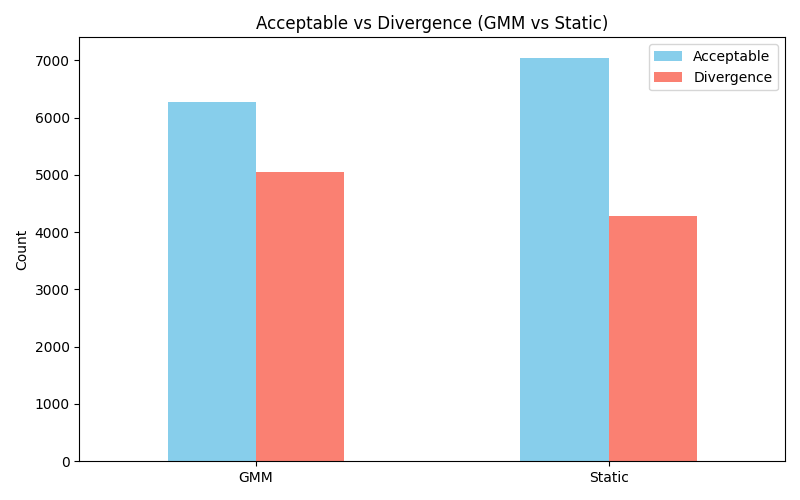 Acceptable vs Divergence (GMM vs Static)
Acceptable
Divergence
Count
7000
6000
5000
4000
3000
2000
1000
0
GMM
Static